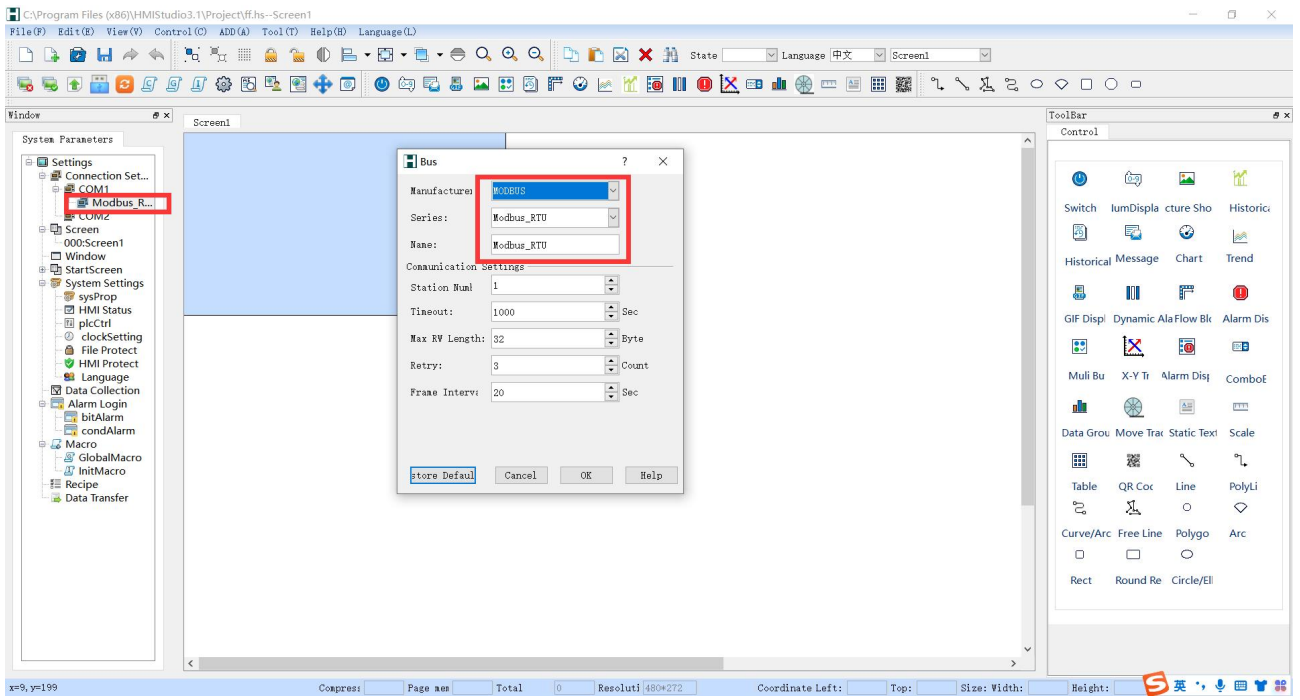 C:\Program Files (x86)\HMIStudio3.1\Project\ff.hs--Screen1
File(F) Edit(E) View(V) Control(C) ADD(A) Tool(T) Help(H) Language(L)
State Language 中文 Screen1
Window
System Parameters
Settings
Connection Set...
COM1
Modbus_R...
COM2
Screen
000:Screen1
Window
StartScreen
System Settings
sysProp
HMI Status
plcCtrl
clockSetting
File Protect
HMI Protect
Language
Data Collection
Alarm Login
bitAlarm
condAlarm
Macro
GlobalMacro
InitMacro
Recipe
Data Transfer
Screen1
Bus ? ×
Manufacture: MODBUS
Series: Modbus_RTU
Name: Modbus_RTU
Communication Settings
Station Num 1
Timeout: 1000 Sec
Max RW Length: 32 Byte
Retry: 3 Count
Frame Interv: 20 Sec
store Defaul Cancel OK Help
ToolBar
Control
Switch lumDispla cture Sho Historica
Historical Message Chart Trend
GIF Displ Dynamic Ala Flow Blo Alarm Dis
Muli Bu X-Y Tr Alarm Disp ComboE
Data Grou Move Trac Static Text Scale
Table QR Coc Line PolyLi
Curve/Arc Free Line Polygo Arc
Rect Round Re Circle/Ell
x=9, y=199 Compres: Page mem Total 0 Resoluti 480*272 Coordinate Left: Top: Size: Width: Height:
英